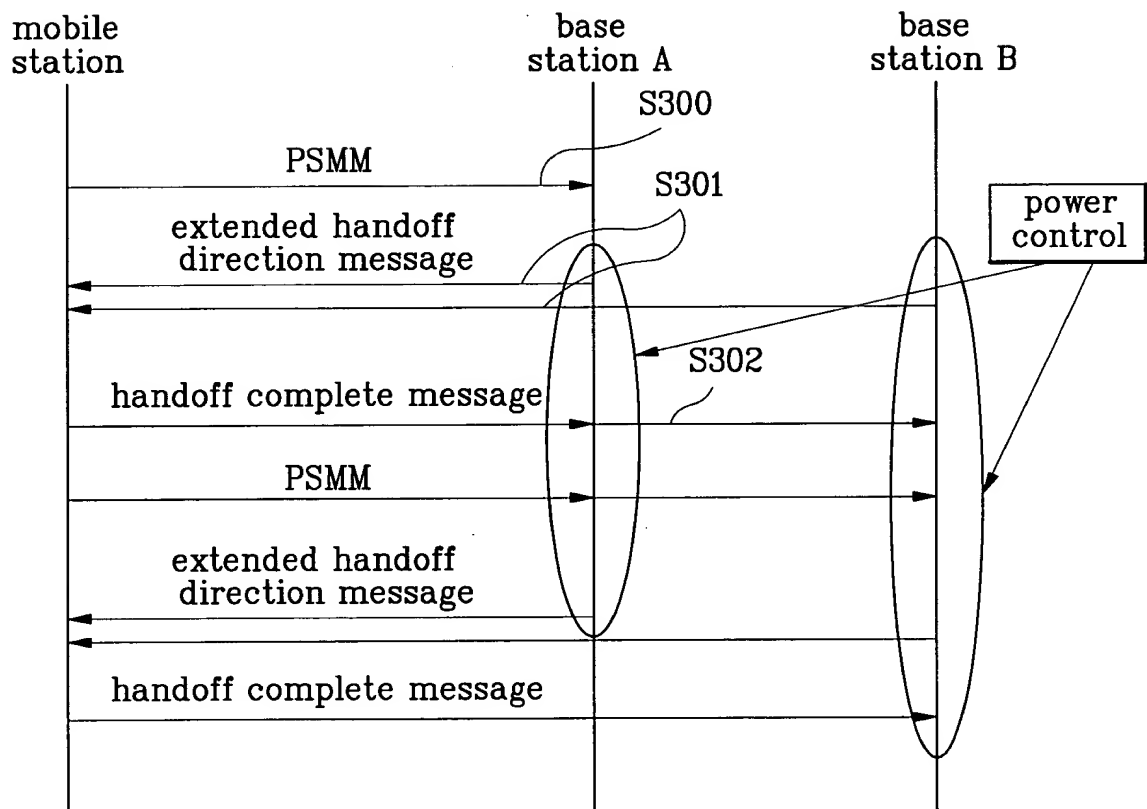 mobile
station
base
station A
base
station B
S300
PSMM
S301
power
control
extended handoff
direction message
S302
handoff complete message
PSMM
extended handoff
direction message
handoff complete message